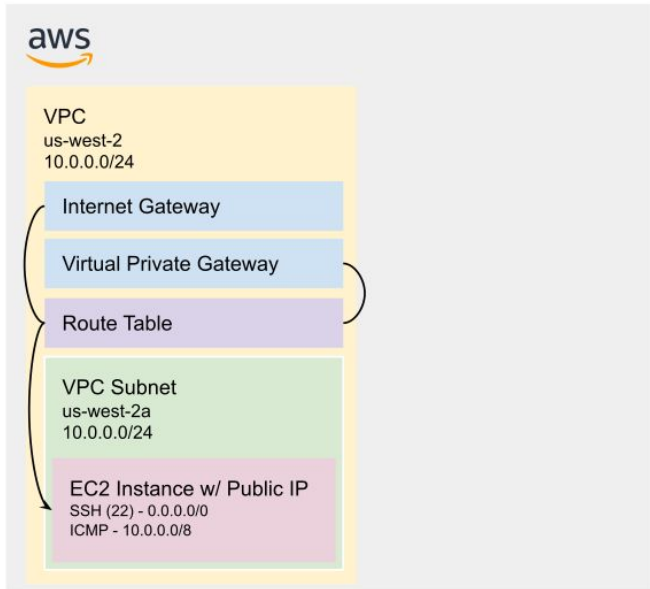 aws
VPC
us-west-2
10.0.0.0/24
Internet Gateway
Virtual Private Gateway
Route Table
VPC Subnet
us-west-2a
10.0.0.0/24
EC2 Instance w/ Public IP
SSH (22) - 0.0.0.0/0
ICMP - 10.0.0.0/8